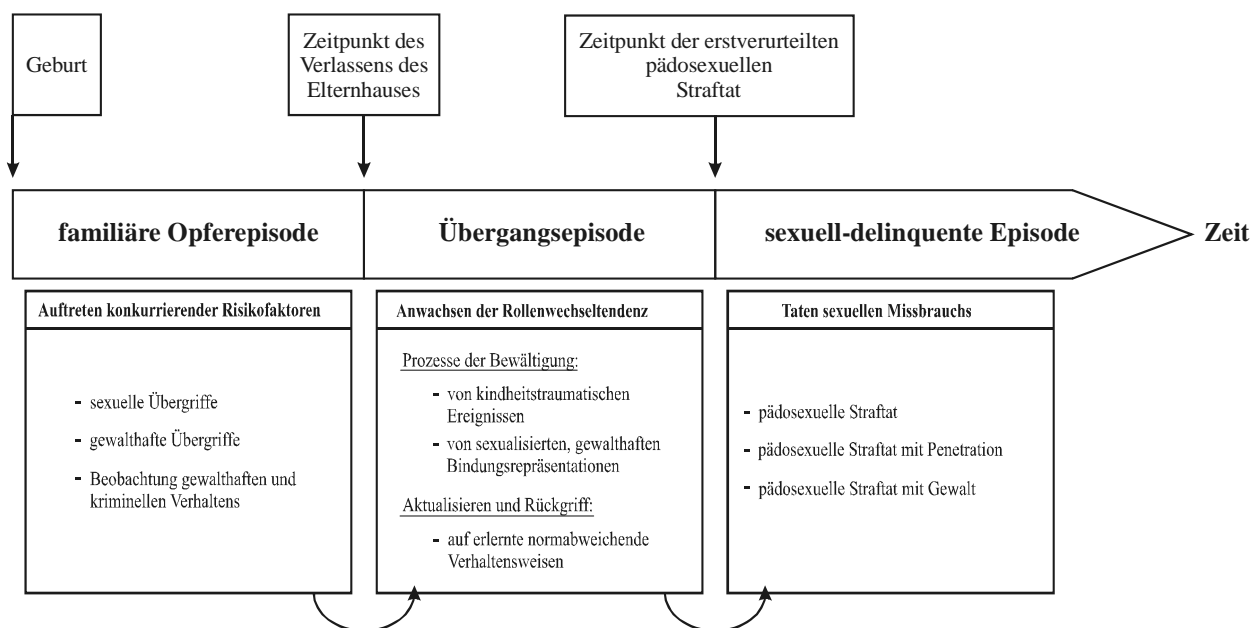 Geburt
Zeitpunkt des
Verlassens des
Elternhauses
Zeitpunkt der erstverurteilten
pädosexuellen
Straftat
familiäre Opferepisode
Übergangsepisode
sexuell-delinquente Episode
Zeit
Auftreten konkurrierender Risikofaktoren
- sexuelle Übergriffe
- gewalthafte Übergriffe
- Beobachtung gewalthaften und
kriminellen Verhaltens
Anwachsen der Rollenwechseltendenz
Prozesse der Bewältigung:
- von kindheitstraumatischen
Ereignissen
- von sexualisierten, gewalthaften
Bindungsrepräsentationen
Aktualisieren und Rückgriff:
- auf erlernte normabweichende
Verhaltensweisen
Taten sexuellen Missbrauchs
- pädosexuelle Straftat
- pädosexuelle Straftat mit Penetration
- pädosexuelle Straftat mit Gewalt